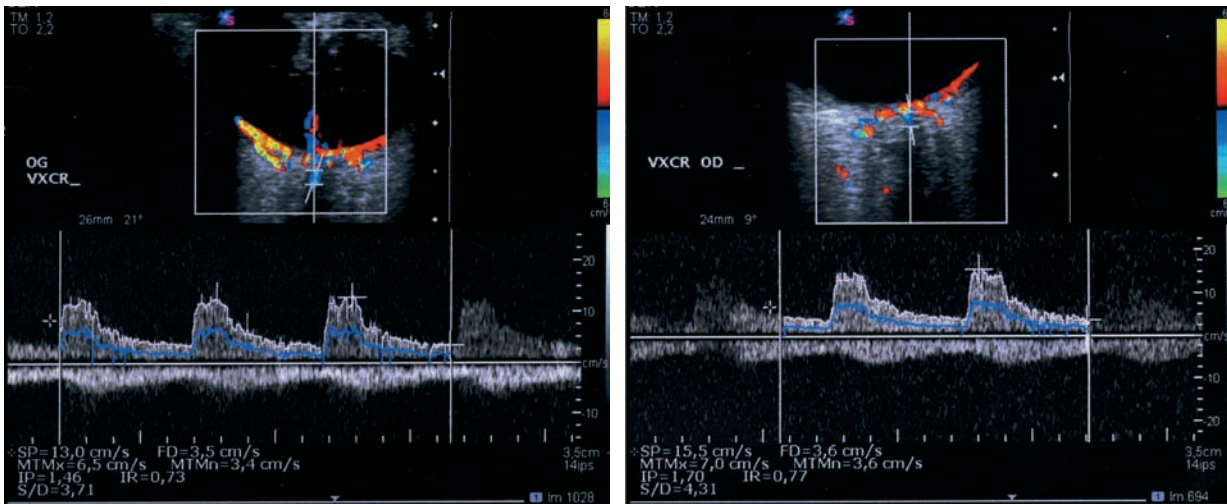 TM: 1,2
TO: 2,2
OG
VXCR_
26mm 21°
20
10
cm/s
-10
SP=13,0 cm/s FD=3,5 cm/s
MTMx=6,5 cm/s MTMn=3,4 cm/s
IP=1,46 IR=0,73
S/D=3,71
3,5cm
14ips
1 Im 1028
TO: 2,2
VXCR OD _
24mm 9°
20
10
cm/s
-10
-20
SP=15,5 cm/s FD=3,6 cm/s
MTMx=7,0 cm/s MTMn=3,6 cm/s
IP=1,70 IR=0,77
S/D=4,31
3,5cm
14ips
1 Im 694